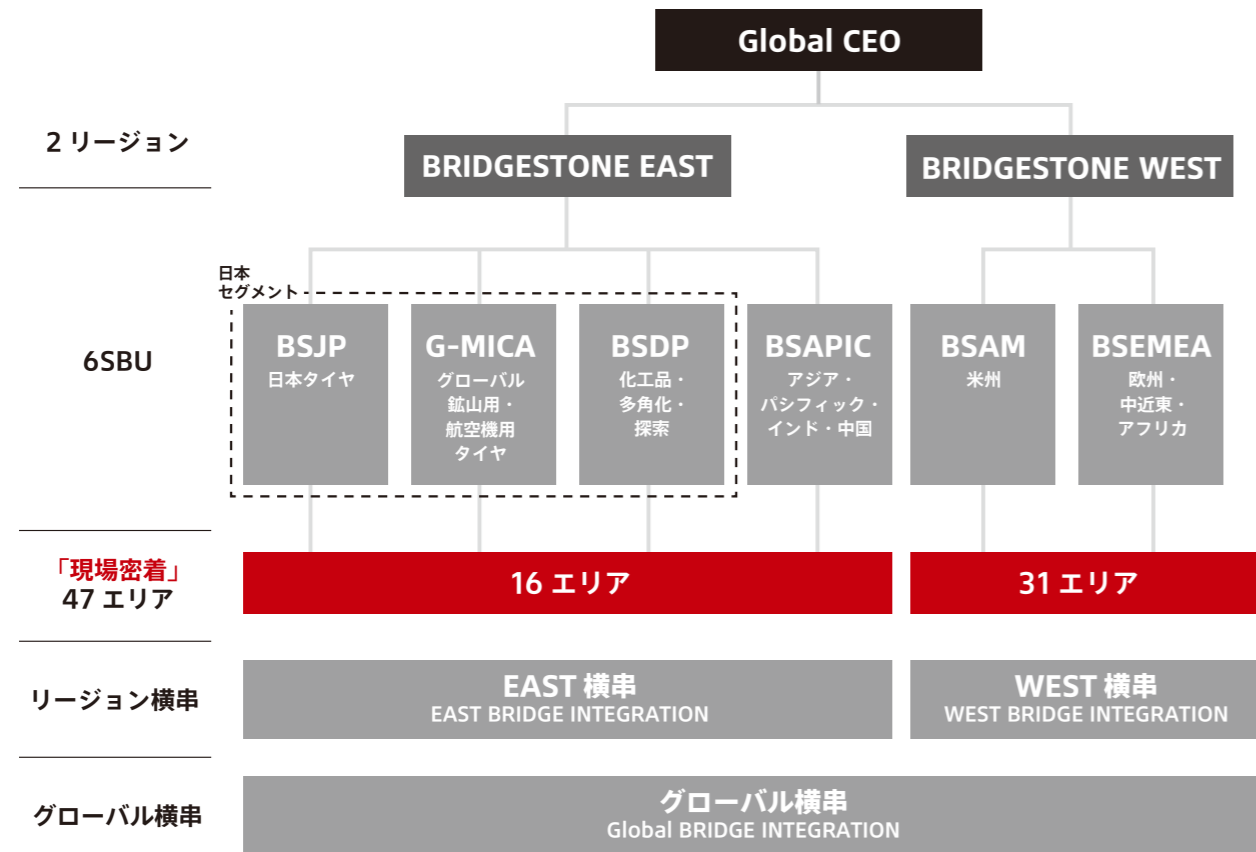 Global CEO
2 リージョン
BRIDGESTONE EAST
BRIDGESTONE WEST
日本
セグメント
6SBU
BSJP
日本タイヤ
G-MICA
グローバル
鉱山用・
航空機用
タイヤ
BSDP
化工品・
多角化・
探索
BSAPIC
アジア・
パシフィック・
インド・中国
BSAM
米州
BSEMEA
欧州・
中近東・
アフリカ
「現場密着」
47 エリア
16 エリア
31 エリア
リージョン横串
EAST 横串
EAST BRIDGE INTEGRATION
WEST 横串
WEST BRIDGE INTEGRATION
グローバル横串
グローバル横串
Global BRIDGE INTEGRATION